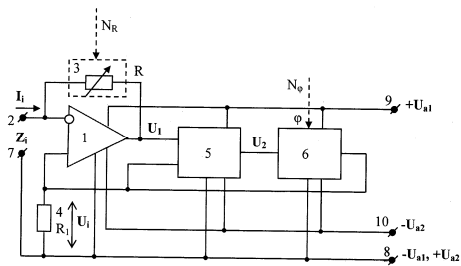 N_R
3
R
I_i
N_φ
9
+U_a1
2
φ
Z_i
1
U_1
U_2
7
5
6
4
R_1
U_i
10
-U_a2
8
-U_a1, +U_a2